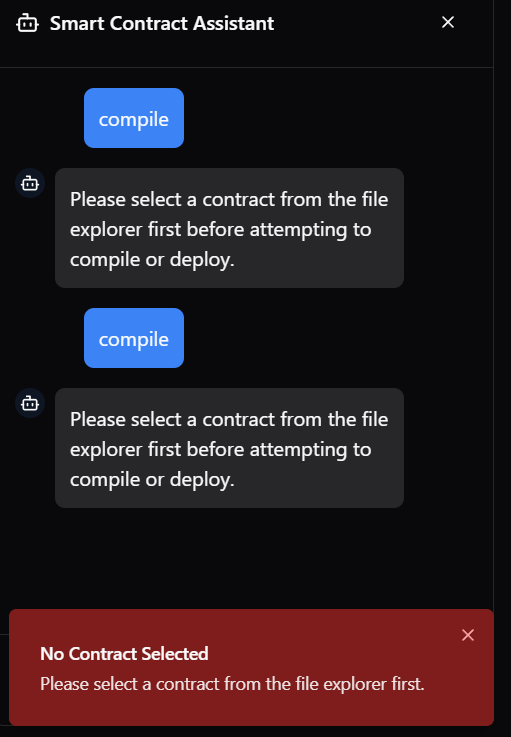 Smart Contract Assistant
compile
Please select a contract from the file
explorer first before attempting to
compile or deploy.
compile
Please select a contract from the file
explorer first before attempting to
compile or deploy.
No Contract Selected
Please select a contract from the file explorer first.